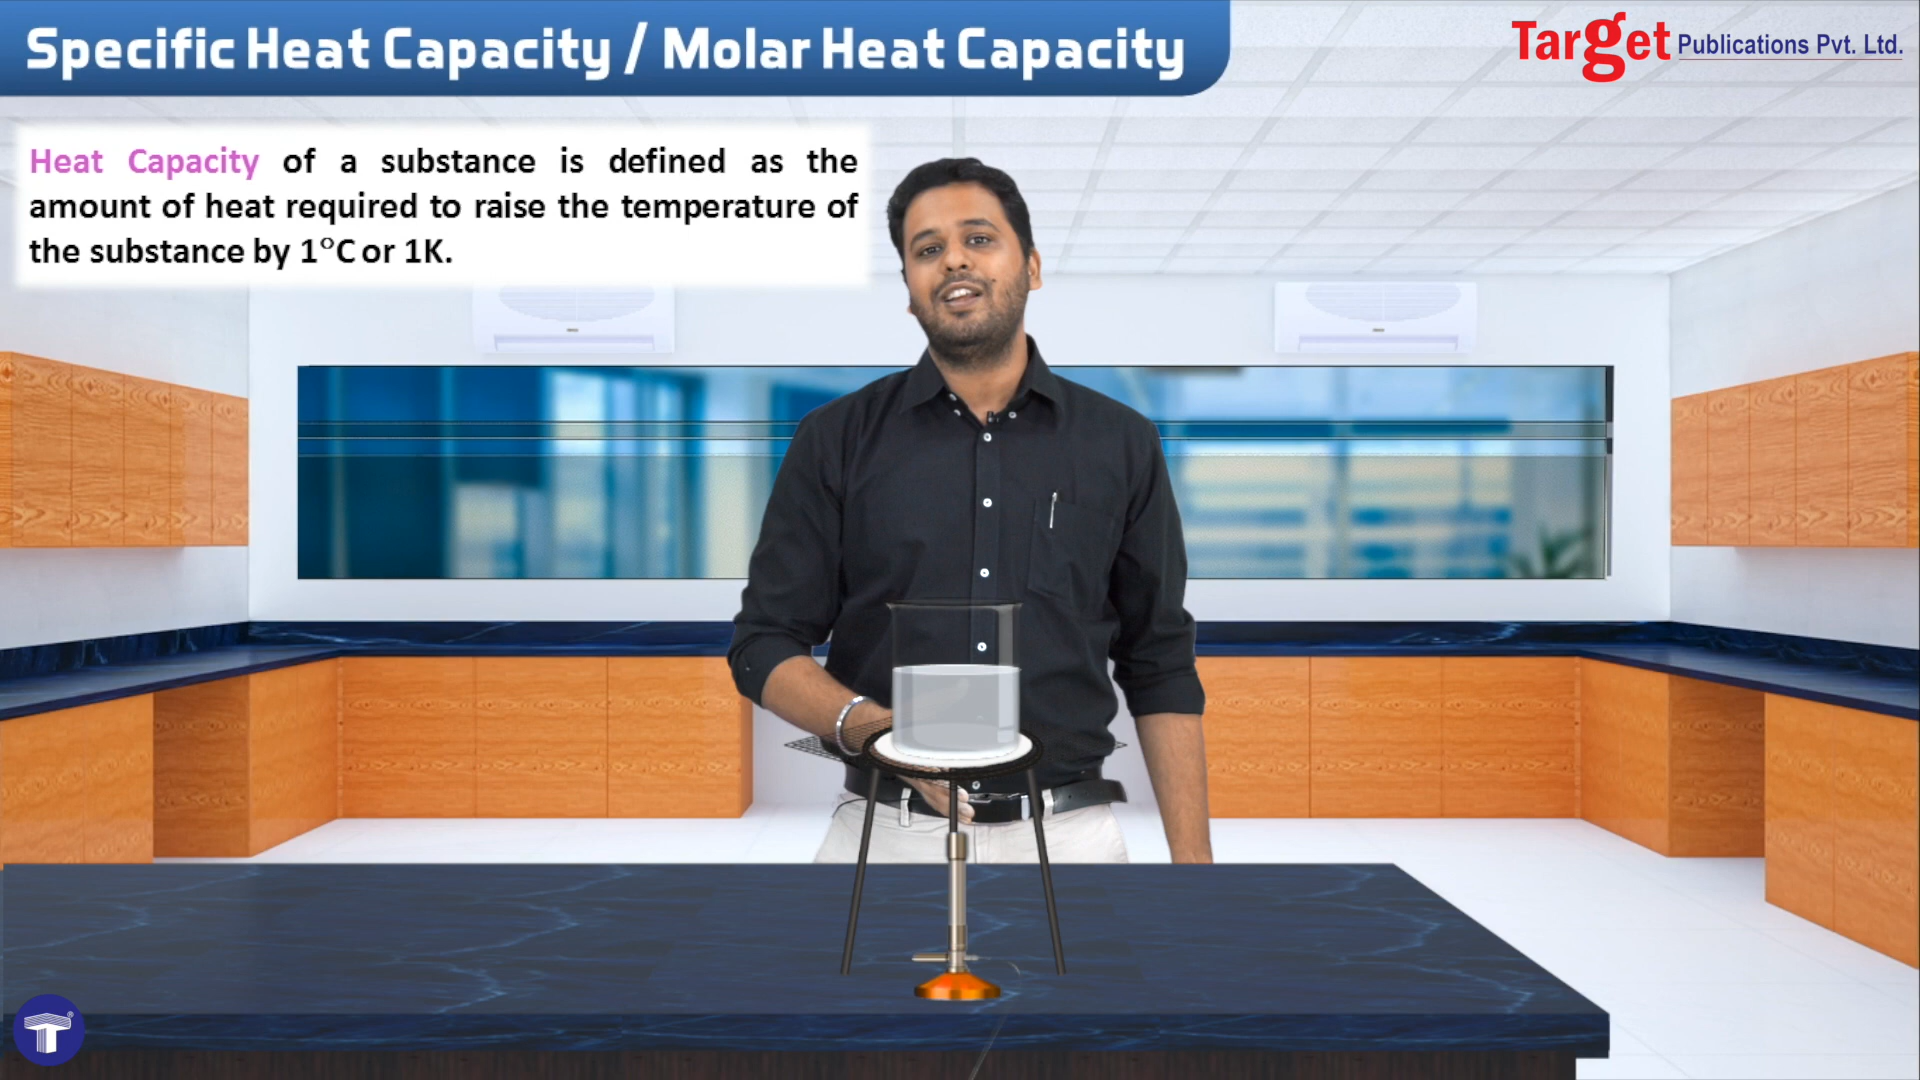 Specific Heat Capacity / Molar Heat Capacity
Target Publications Pvt. Ltd.
Heat Capacity of a substance is defined as the
amount of heat required to raise the temperature of
the substance by 1°C or 1K.
T®